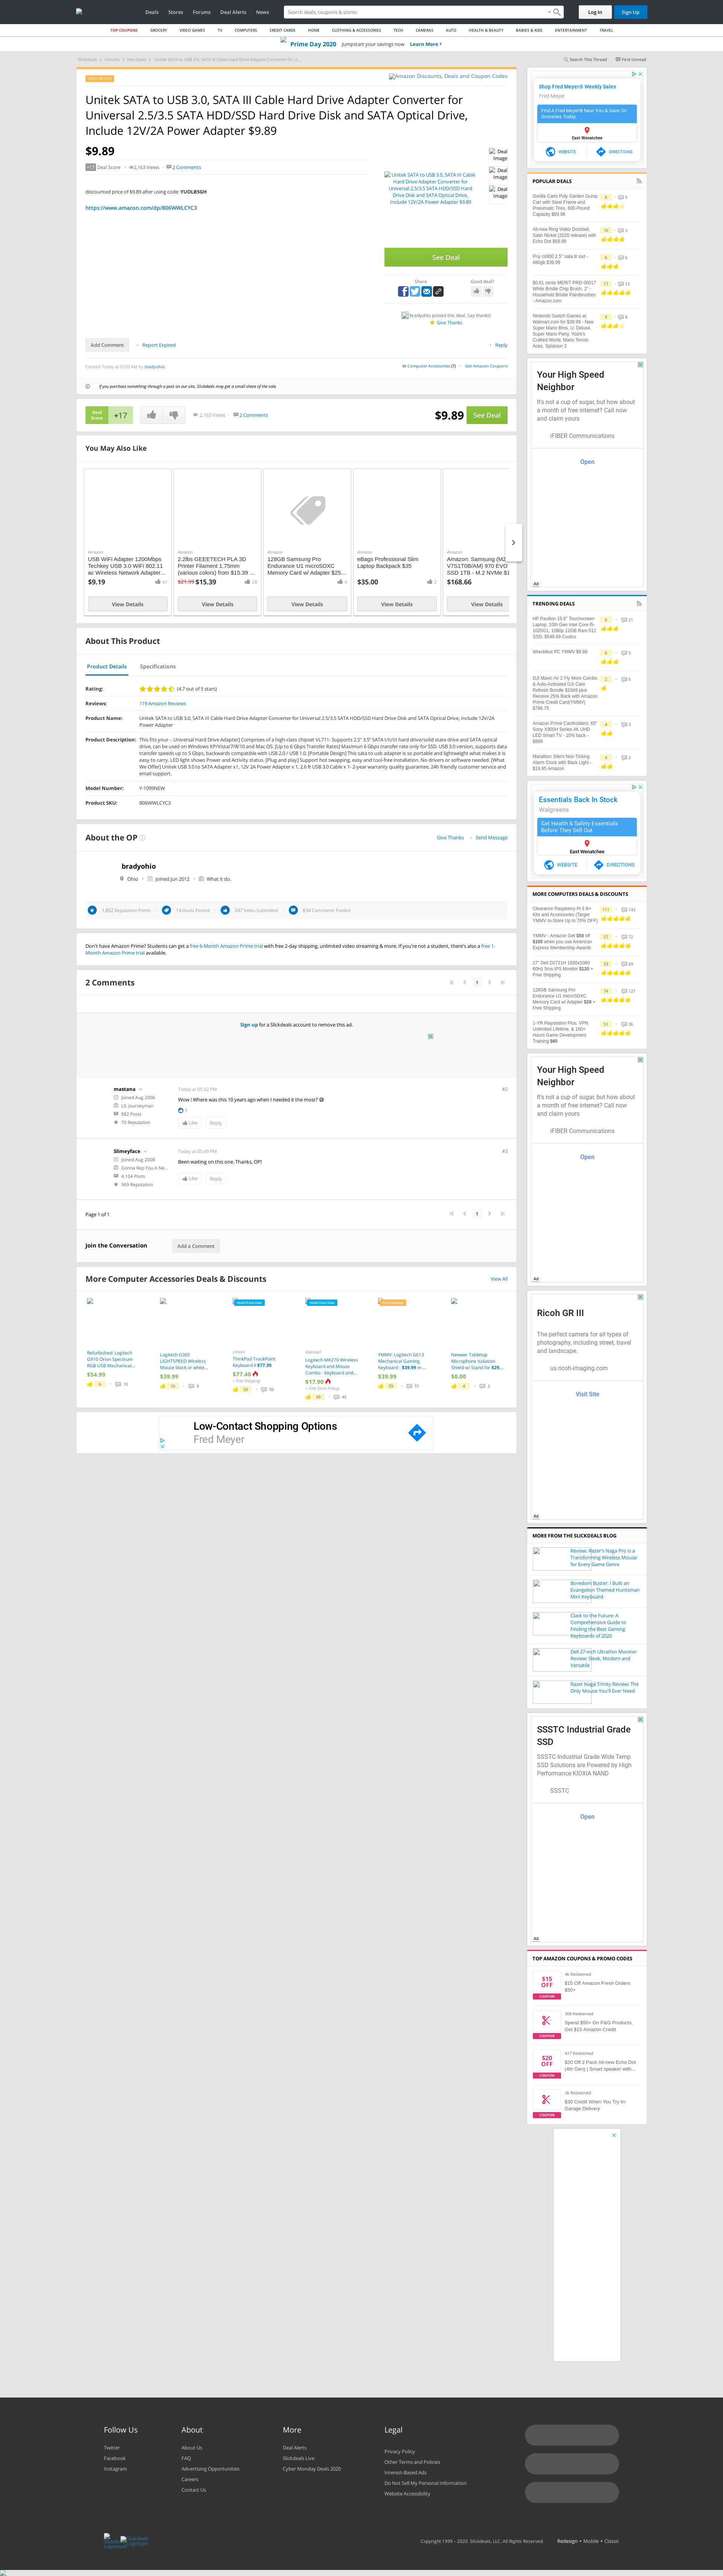 Deals Stores Forums Deal Alerts News
Search deals, coupons & stores
Log In Sign Up
TOP COUPONS GROCERY VIDEO GAMES TV COMPUTERS CREDIT CARDS HOME CLOTHING & ACCESSORIES TECH CAMERAS AUTO HEALTH & BEAUTY BABIES & KIDS ENTERTAINMENT TRAVEL
Prime Day 2020 Jumpstart your savings now Learn More
Search This Thread First Unread
Amazon Discounts, Deals and Coupon Codes
Unitek SATA to USB 3.0, SATA III Cable Hard Drive Adapter Converter for
Universal 2.5/3.5 SATA HDD/SSD Hard Drive Disk and SATA Optical Drive,
Include 12V/2A Power Adapter $9.89
$9.89
+17 Deal Score 2,163 Views 2 Comments
discounted price of $9.89 after using code: YUOLB5GH
https://www.amazon.com/dp/B06WWLCYC3
Unitek SATA to USB 3.0, SATA III Cable
Hard Drive Adapter Converter for
Universal 2.5/3.5 SATA HDD/SSD Hard
Drive Disk and SATA Optical Drive,
Include 12V/2A Power Adapter $9.89
Deal Image
Deal Image
Deal Image
See Deal
Share Good deal?
bradyohio posted this deal. Say thanks!
Give Thanks
Add Comment Report Expired Reply
Created Today at 07:02 AM by bradyohio
in Computer Accessories (?) Get Amazon Coupons
If you purchase something through a post on our site, Slickdeals may get a small share of the sale.
Deal Score +17 2,163 Views 2 Comments $9.89 See Deal
You May Also Like
Amazon
USB WiFi Adapter 1200Mbps
Techkey USB 3.0 WiFi 802.11
ac Wireless Network Adapter...
$9.19 41
View Details
Amazon
2.2lbs GEEETECH PLA 3D
Printer Filament 1.75mm
(various colors) from $15.39 ...
$21.99 $15.39 28
View Details
Amazon
128GB Samsung Pro
Endurance U1 microSDXC
Memory Card w/ Adapter $25...
4
View Details
Amazon
eBags Professional Slim
Laptop Backpack $35
$35.00 2
View Details
Amazon
Amazon: Samsung (MZ-
V7S1T0B/AM) 970 EVO
SSD 1TB - M.2 NVMe $1
$168.66
View Details
About This Product
Product Details Specifications
Rating: (4.7 out of 5 stars)
Reviews: 119 Amazon Reviews
Product Name: Unitek SATA to USB 3.0, SATA III Cable Hard Drive Adapter Converter for Universal 2.5/3.5 SATA HDD/SSD Hard Drive Disk and SATA Optical Drive, Include 12V/2A
Power Adapter
Product Description: This fits your -. Universal Hard Drive Adapter] Comprises of a high-class chipset VL711- Supports 2.5" 3.5" SATA I/II/III hard drive/solid state drive and SATA optical
drive, can be used on Windows XP/Vista/7/8/10 and Mac OS. [Up to 6 Gbps Transfer Rates] Maximun 6 Gbsp transfer rate only for SSD. USB 3.0 version, supports data
transfer speeds up to 5 Gbps, backwards compatible with USB 2.0 / USB 1.0. [Portable Design] This sata to usb adapter is smaller and ligher, portable design makes it
easy to carry. LED light shows Power and Activity status. [Plug and play] Support hot swapping, easy and tool-free installation. No drivers or software needed. [What
We Offer] Unitek USB 3.0 to SATA Adapter x1, 12V 2A Power Adapter x 1, 2.6 ft USB 3.0 Cable x 1- 2-year warranty quality guarantee, 24h friendly customer service and
email support.
Model Number: Y-1099NEW
Product SKU: B06WWLCYC3
About the OP
Give Thanks Send Message
bradyohio
Ohio Joined Jun 2012 What it do.
1,802 Reputation Points 19 Deals Posted 247 Votes Submitted 858 Comments Posted
Don't have Amazon Prime? Students can get a free 6-Month Amazon Prime trial with free 2-day shipping, unlimited video streaming & more. If you're not a student, there's also a free 1-
Month Amazon Prime trial available.
2 Comments
1
Sign up for a Slickdeals account to remove this ad.
mastana Today at 05:32 PM #2
Joined Aug 2006
L5: Journeyman
882 Posts
70 Reputation
Wow ! Where was this 10 years ago when i needed it the most?
1
Like Reply
Slimeyface Today at 05:49 PM #3
Joined Aug 2008
Gonna Rep You A Ne...
4,104 Posts
969 Reputation
Been waiting on this one. Thanks, OP!
Like Reply
Page 1 of 1
1
Join the Conversation Add a Comment
More Computer Accessories Deals & Discounts View All
Refurbished: Logitech
G910 Orion Spectrum
RGB USB Mechanical...
$54.99
6 18
Logitech G305
LIGHTSPEED Wireless
Mouse black or white...
$39.99
10 9
Lenovo
ThinkPad TrackPoint
Keyboard II $77.39
$77.40
+ Free Shipping
Walmart
Logitech MK270 Wireless
Keyboard and Mouse
Combo - Keyboard and...
$17.90
+ Free Store Pickup
YMMV: Logitech G613
Mechanical Gaming
Keyboard - $39.99 in-...
$39.99
Neewer Tabletop
Microphone Isolation
Shield w/ Stand for $29...
$0.00
4 2
Low-Contact Shopping Options
Fred Meyer
Shop Fred Meyer® Weekly Sales
Fred Meyer
Find A Fred Meyer® Near You & Save On
Groceries Today.
East Wenatchee
WEBSITE DIRECTIONS
POPULAR DEALS
Gorilla Carts Poly Garden Dump
Cart with Steel Frame and
Pneumatic Tires, 600-Pound
Capacity $69.98
All-new Ring Video Doorbell,
Satin Nickel (2020 release) with
Echo Dot $69.99
Pny cs900 2.5" sata iii ssd -
480gb $39.99
$0.61 cents MERIT PRO 00017
White Bristle Chip Brush, 2" -
Household Bristle Paintbrushes
- Amazon.com
Nintendo Switch Games at
Walmart.com for $39.99 - New
Super Mario Bros, U: Deluxe,
Super Mario Party, Yoshi's
Crafted World, Mario Tennis
Aces, Splatoon 2
Your High Speed
Neighbor
It's not a cup of sugar, but how about
a month of free internet? Call now
and claim yours
iFIBER Communications
Open
Ad
TRENDING DEALS
HP Pavilion 15.6" Touchscreen
Laptop; 10th Gen Intel Core i5-
1035G1, 1080p 12GB Ram 512
SSD; $549.99 Costco
Wreckfest PC YMMV $9.88
DJI Mavic Air 2 Fly More Combo
& Auto-Activated DJI Care
Refresh Bundle $1049 plus
Receive 25% Back with Amazon
Prime Credit Card(YMMV)
$786.75
Amazon Prime Cardholders: 65"
Sony X900H Series 4K UHD
LED Smart TV - 10% back -
$999
Marathon Silent Non-Ticking
Alarm Clock with Back Light -
$19.95 Amazon
Essentials Back In Stock
Walgreens
Get Health & Safety Essentials
Before They Sell Out.
East Wenatchee
WEBSITE DIRECTIONS
MORE COMPUTERS DEALS & DISCOUNTS
Clearance Raspberry Pi 3 B+
Kits and Accessories (Target
YMMV In-Store Up to 70% OFF)
111 143
YMMV - Amazon Get $60 off
$100 when you use American
Express Membership Awards
57 72
27" Dell D2721H 1920x1080
60Hz 5ms IPS Monitor $120 +
Free Shipping
128GB Samsung Pro
Endurance U1 microSDXC
Memory Card w/ Adapter $26 +
Free Shipping
74 127
1-YR Playstation Plus, VPN
Unlimited Lifetime, & 160+
Hours Game Development
Training $60
51 36
Your High Speed
Neighbor
It's not a cup of sugar, but how about
a month of free internet? Call now
and claim yours
iFIBER Communications
Open
Ad
Ricoh GR III
The perfect camera for all types of
photography, including street, travel
and landscape.
us.ricoh-imaging.com
Visit Site
Ad
MORE FROM THE SLICKDEALS BLOG
Review: Razer's Naga Pro Is a
Transforming Wireless Mouse
for Every Game Genre
Boredom Buster: I Built an
Evangelion Themed Huntsman
Mini Keyboard
Clack to the Future: A
Comprehensive Guide to
Finding the Best Gaming
Keyboards of 2020
Dell 27-inch Ultrathin Monitor
Review: Sleek, Modern and
Versatile
Razer Naga Trinity Review: The
Only Mouse You'll Ever Need
SSSTC Industrial Grade
SSD
SSSTC Industrial Grade Wide Temp
SSD Solutions are Powered by High
Performance KIOXIA NAND
SSSTC
Open
Ad
TOP AMAZON COUPONS & PROMO CODES
$15 OFF COUPON
4k Redeemed
$15 Off Amazon Fresh Orders
$50+
COUPON
308 Redeemed
Spend $50+ On P&G Products,
Get $15 Amazon Credit
$20 OFF COUPON
417 Redeemed
$20 Off 2 Pack All-new Echo Dot
(4th Gen) | Smart speaker with...
COUPON
3k Redeemed
$30 Credit When You Try In-
Garage Delivery
Follow Us
Twitter
Facebook
Instagram
About
About Us
FAQ
Advertising Opportunities
Careers
Contact Us
More
Deal Alerts
Slickdeals Live
Cyber Monday Deals 2020
Legal
Privacy Policy
Other Terms and Policies
Interest-Based Ads
Do Not Sell My Personal Information
Website Accessibility
Copyright 1999 - 2020. Slickdeals, LLC. All Rights Reserved. Redesign • Mobile • Classic